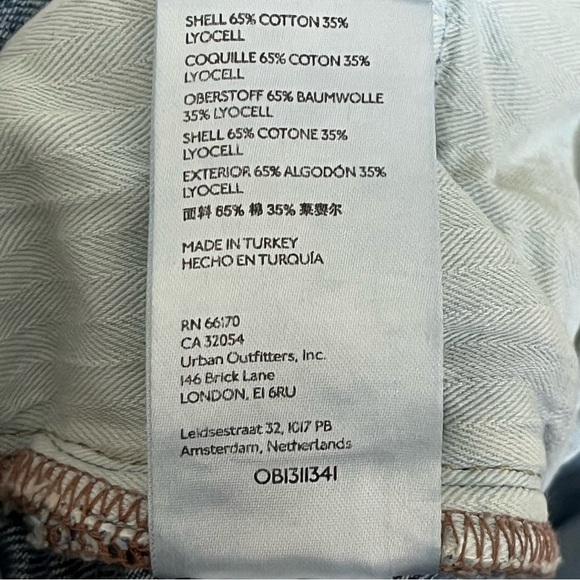 SHELL 65% COTTON 35%
LYOCELL
COQUILLE 65% COTON 35%
LYOCELL
OBERSTOFF 65% BAUMWOLLE
35% LYOCELL
SHELL 65% COTONE 35%
LYOCELL
EXTERIOR 65% ALGODÓN 35%
LYOCELL
面料 65% 棉 35% 莱赛尔
MADE IN TURKEY
HECHO EN TURQUÍA
RN 66170
CA 32054
Urban Outfitters, Inc.
146 Brick Lane
LONDON, E1 6RU
Leidsestraat 32, 1017 PB
Amsterdam, Netherlands
OB1311341